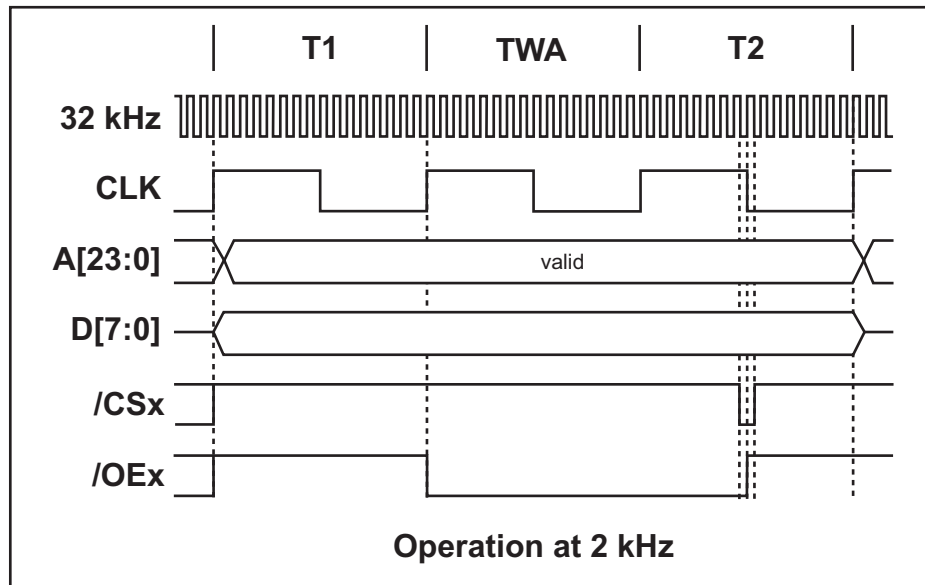 T1 TWA T2
32 kHz
CLK
A[23:0] valid
D[7:0]
/CSx
/OEx
Operation at 2 kHz